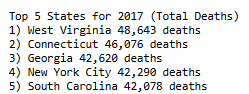 Top 5 States for 2017 (Total Deaths)
1) West Virginia 48,643 deaths
2) Connecticut 46,076 deaths
3) Georgia 42,620 deaths
4) New York City 42,290 deaths
5) South Carolina 42,078 deaths